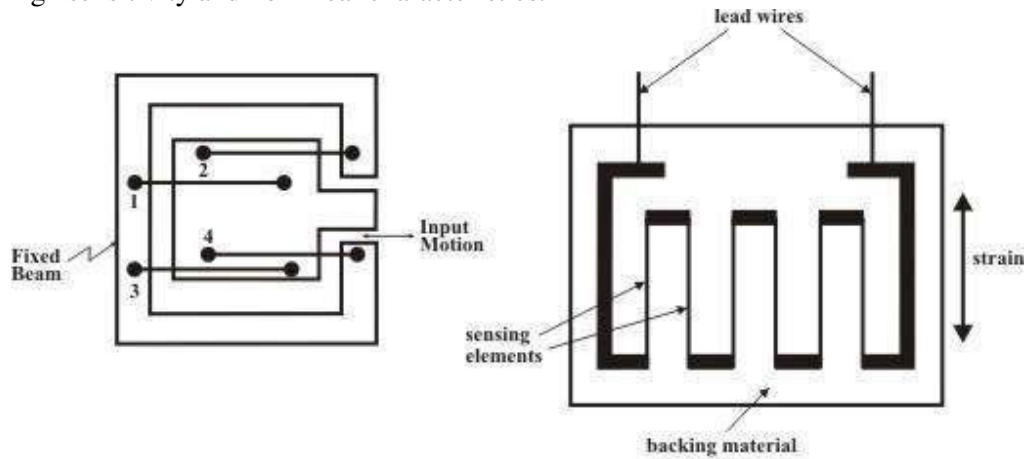 lead wires
2
1
4
Input
Motion
Fixed
Beam
3
strain
sensing
elements
backing material